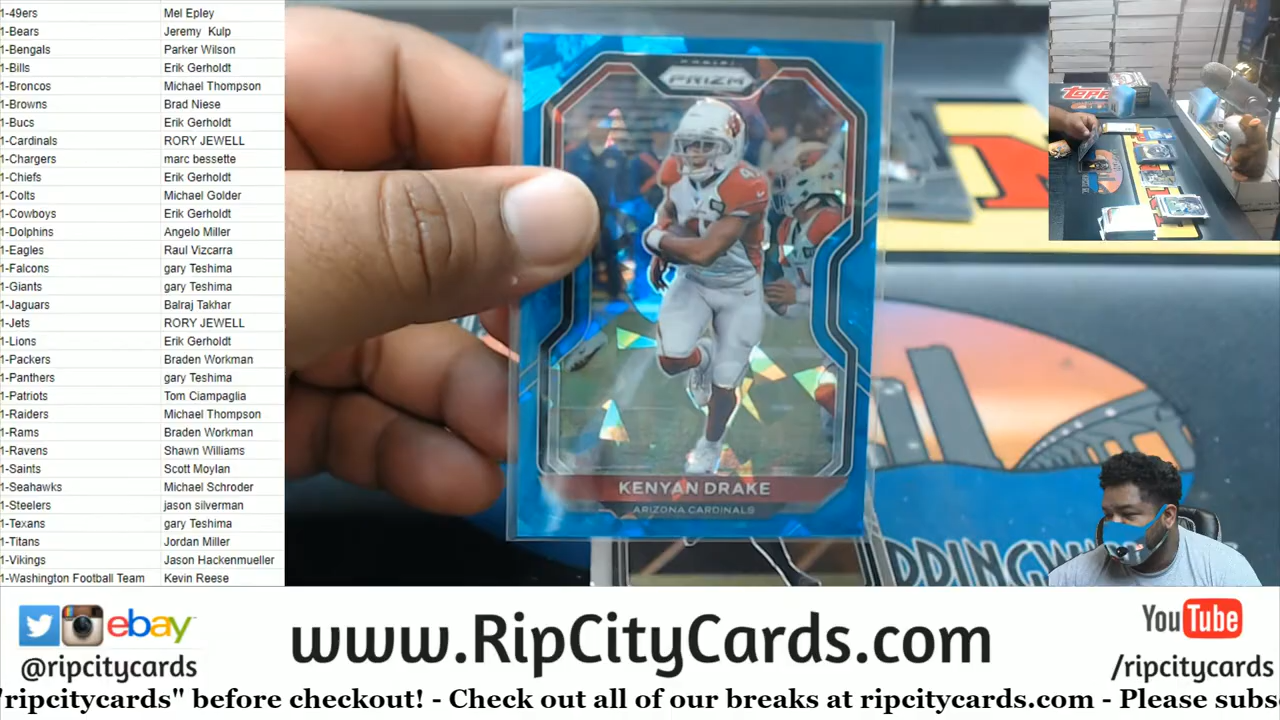 1-49ers Mel Epley
1-Bears Jeremy Kulp
1-Bengals Parker Wilson
1-Bills Erik Gerholdt
1-Broncos Michael Thompson
1-Browns Brad Niese
1-Bucs Erik Gerholdt
1-Cardinals RORY JEWELL
1-Chargers marc bessette
1-Chiefs Erik Gerholdt
1-Colts Michael Golder
1-Cowboys Erik Gerholdt
1-Dolphins Angelo Miller
1-Eagles Raul Vizcarra
1-Falcons gary Teshima
1-Giants gary Teshima
1-Jaguars Balraj Takhar
1-Jets RORY JEWELL
1-Lions Erik Gerholdt
1-Packers Braden Workman
1-Panthers gary Teshima
1-Patriots Tom Ciampaglia
1-Raiders Michael Thompson
1-Rams Braden Workman
1-Ravens Shawn Williams
1-Saints Scott Moylan
1-Seahawks Michael Schroder
1-Steelers jason silverman
1-Texans gary Teshima
1-Titans Jordan Miller
1-Vikings Jason Hackenmueller
1-Washington Football Team Kevin Reese
PANINI
PRIZM
KENYAN DRAKE
ARIZONA CARDINALS
TOPPS
ebay
@ripcitycards
www.RipCityCards.com
YouTube
/ripcitycards
"ripcitycards" before checkout! - Check out all of our breaks at ripcitycards.com - Please subs